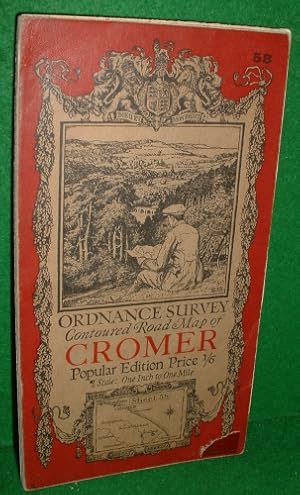 58
ORDNANCE SURVEY
Contoured Road Map of
CROMER
Popular Edition Price 3/6
Scale: One Inch to One Mile
Sheet 58